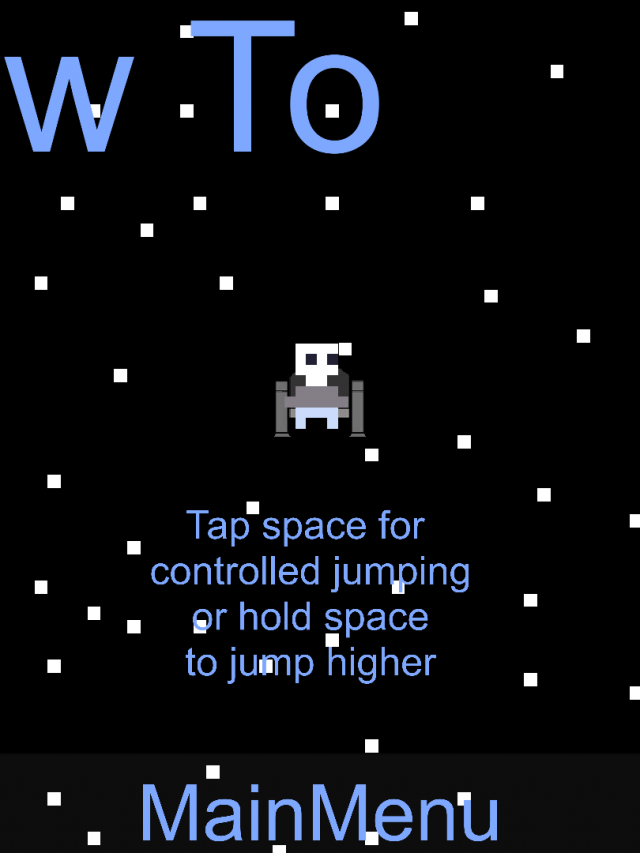 w To
Tap space for
controlled jumping
or hold space
to jump higher
MainMenu